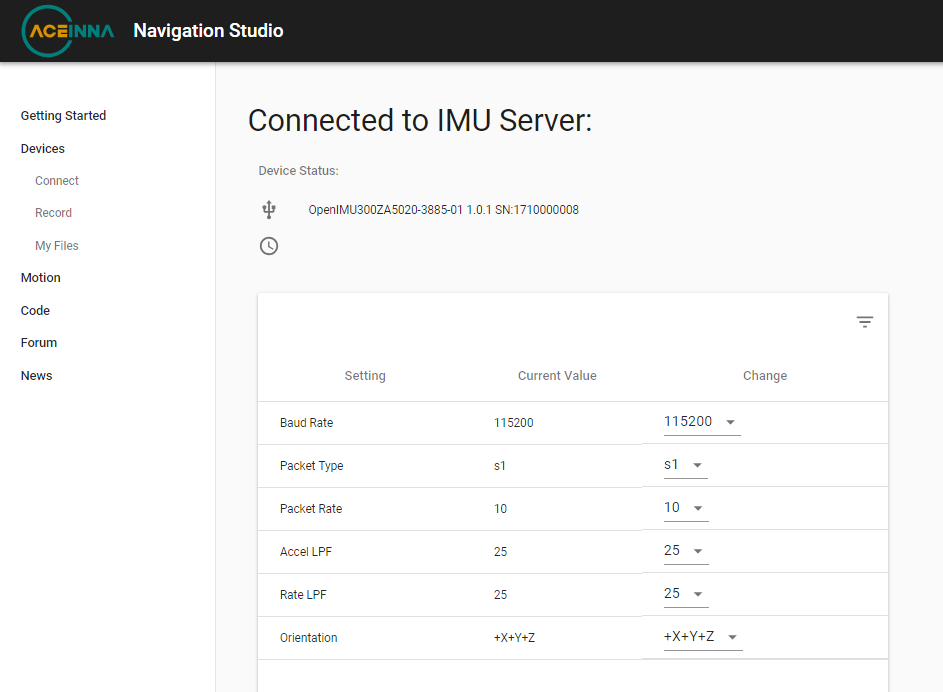 ACEINNA Navigation Studio
Getting Started
Devices
Connect
Record
My Files
Motion
Code
Forum
News
Connected to IMU Server:
Device Status:
OpenIMU300ZA5020-3885-01 1.0.1 SN:1710000008
Setting Current Value Change
Baud Rate 115200 115200
Packet Type s1 s1
Packet Rate 10 10
Accel LPF 25 25
Rate LPF 25 25
Orientation +X+Y+Z +X+Y+Z